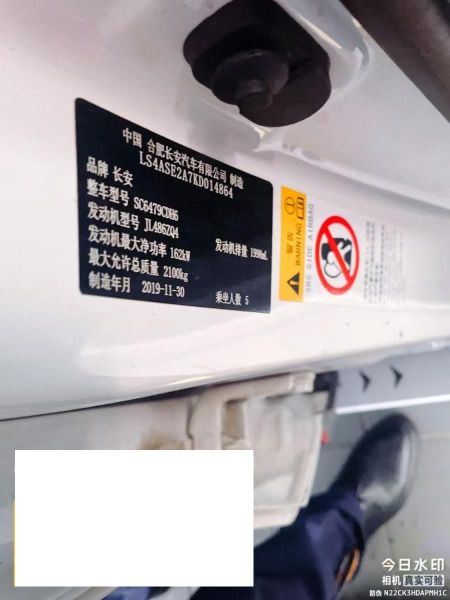 中国 合肥长安汽车有限公司 制造
LS4ASE2A7KD014864
品牌 长安
整车型号 SC6479CDH6
发动机型号 JL486ZQ4
发动机最大净功率 162kW 发动机排量 1998mL
最大允许总质量 2100kg
制造年月 2019-11-30 乘坐人数 5
警告
WARNING
SRS SIDE AIRBAG
今日水印
相机 真实可验
防伪 N22CK3HDAPMH1C